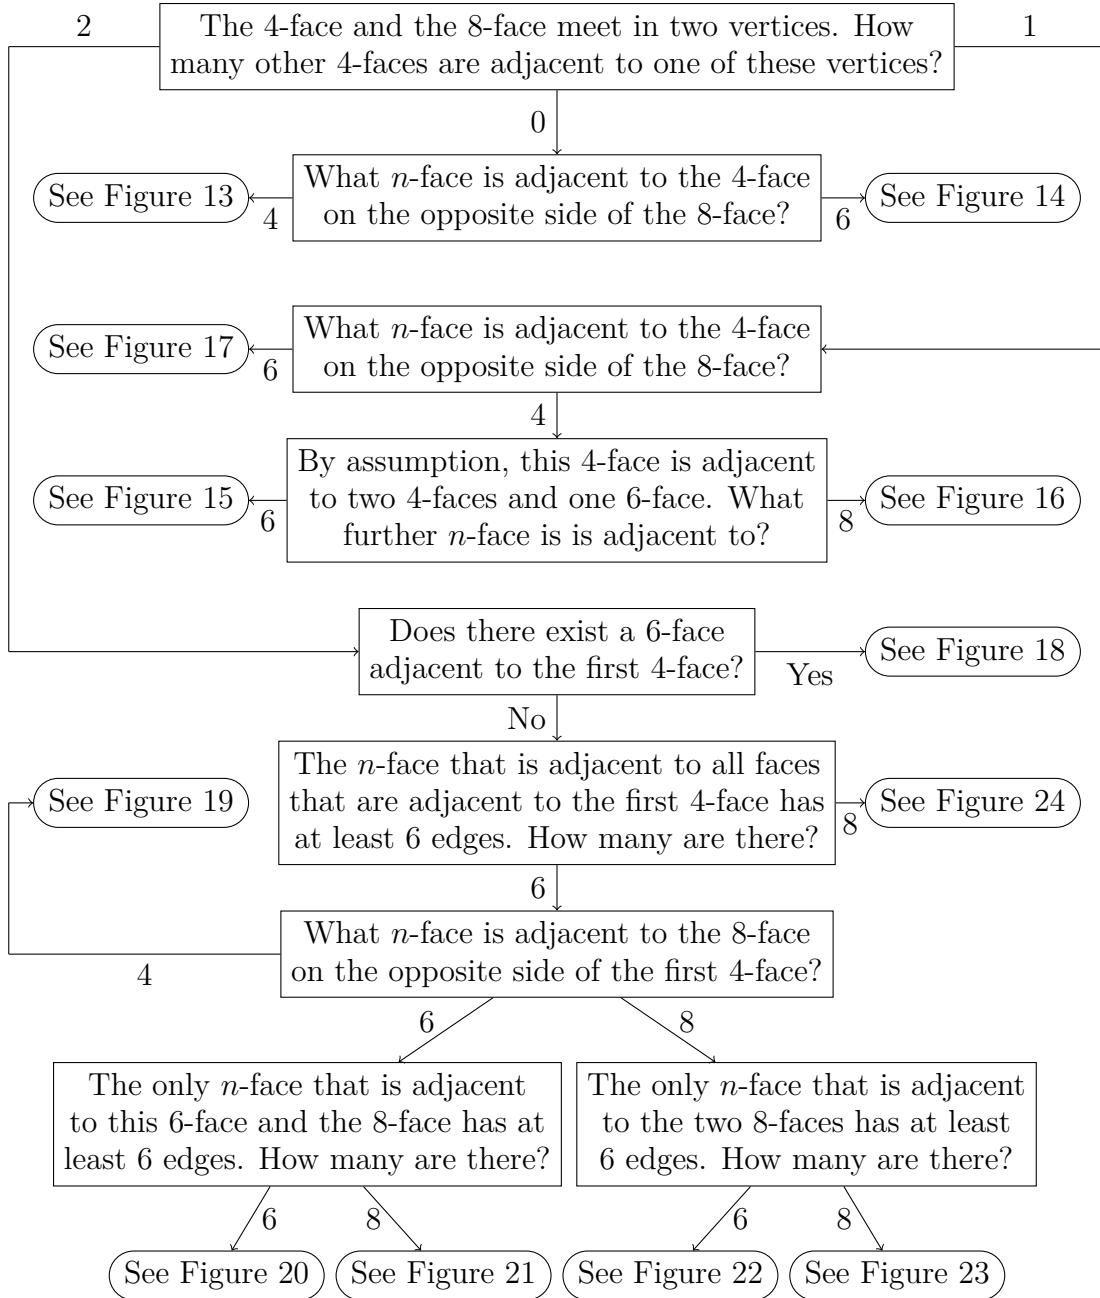 2
The 4-face and the 8-face meet in two vertices. How
many other 4-faces are adjacent to one of these vertices?
1
0
See Figure 13
4
What n-face is adjacent to the 4-face
on the opposite side of the 8-face?
6
See Figure 14
See Figure 17
6
What n-face is adjacent to the 4-face
on the opposite side of the 8-face?
4
See Figure 15
6
By assumption, this 4-face is adjacent
to two 4-faces and one 6-face. What
further n-face is is adjacent to?
8
See Figure 16
Does there exist a 6-face
adjacent to the first 4-face?
Yes
See Figure 18
No
See Figure 19
The n-face that is adjacent to all faces
that are adjacent to the first 4-face has
at least 6 edges. How many are there?
8
See Figure 24
6
What n-face is adjacent to the 8-face
on the opposite side of the first 4-face?
4
6
8
The only n-face that is adjacent
to this 6-face and the 8-face has at
least 6 edges. How many are there?
The only n-face that is adjacent
to the two 8-faces has at least
6 edges. How many are there?
6
8
6
8
See Figure 20
See Figure 21
See Figure 22
See Figure 23